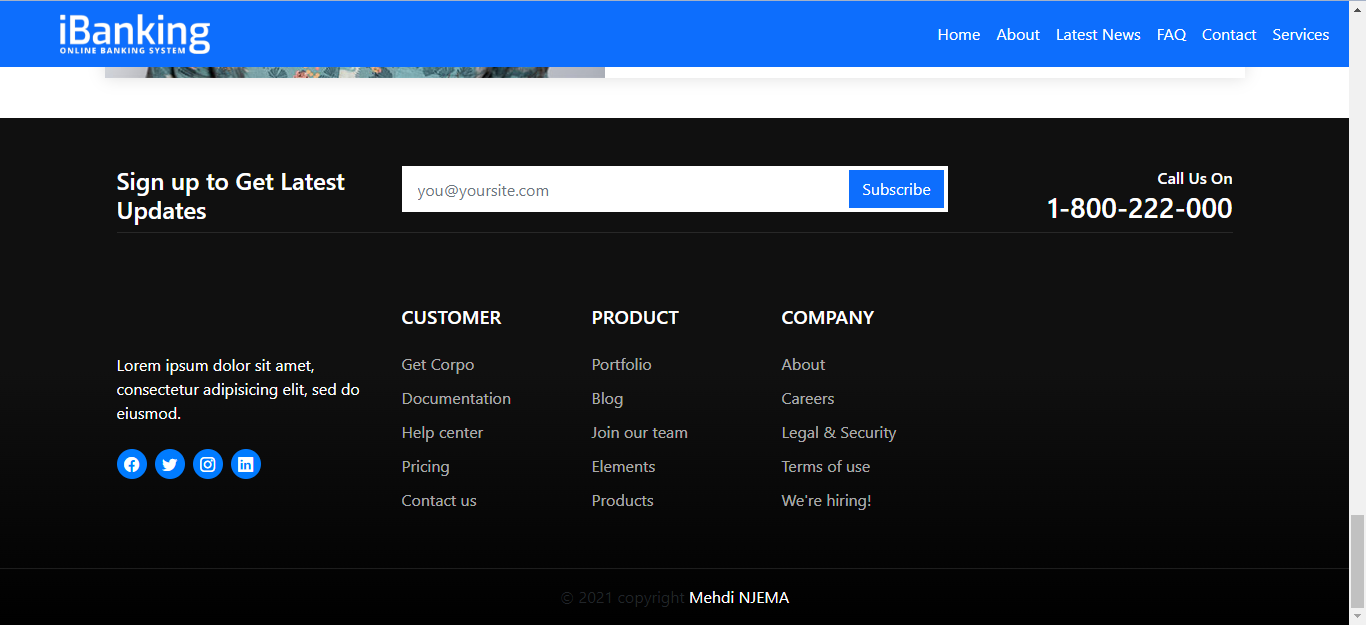 iBanking
ONLINE BANKING SYSTEM
Home About Latest News FAQ Contact Services
Sign up to Get Latest
Updates
you@yoursite.com
Subscribe
Call Us On
1-800-222-000
Lorem ipsum dolor sit amet,
consectetur adipisicing elit, sed do
eiusmod.
CUSTOMER
Get Corpo
Documentation
Help center
Pricing
Contact us
PRODUCT
Portfolio
Blog
Join our team
Elements
Products
COMPANY
About
Careers
Legal & Security
Terms of use
We're hiring!
© 2021 copyright Mehdi NJEMA